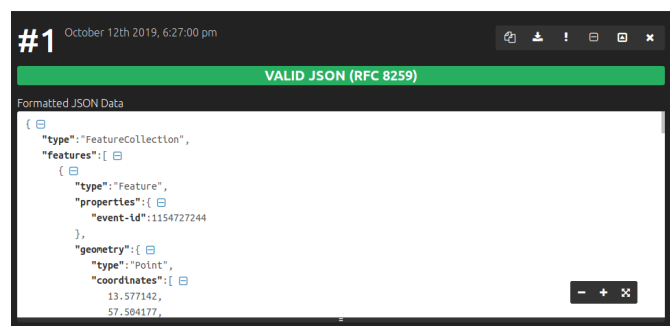 #1 October 12th 2019, 6:27:00 pm
VALID JSON (RFC 8259)
Formatted JSON Data
{
"type":"FeatureCollection",
"features":[
{
"type":"Feature",
"properties":{
"event-id":1154727244
},
"geometry":{
"type":"Point",
"coordinates":[
13.577142,
57.504177,